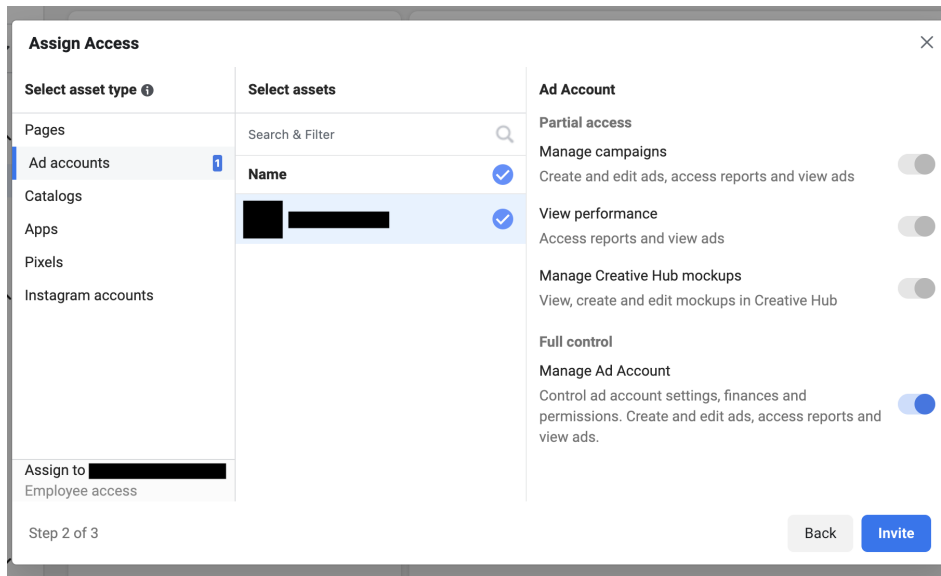 Assign Access
Select asset type
Pages
Ad accounts 1
Catalogs
Apps
Pixels
Instagram accounts
Assign to
Employee access
Select assets
Search & Filter
Name
Ad Account
Partial access
Manage campaigns
Create and edit ads, access reports and view ads
View performance
Access reports and view ads
Manage Creative Hub mockups
View, create and edit mockups in Creative Hub
Full control
Manage Ad Account
Control ad account settings, finances and
permissions. Create and edit ads, access reports and
view ads.
Step 2 of 3
Back
Invite